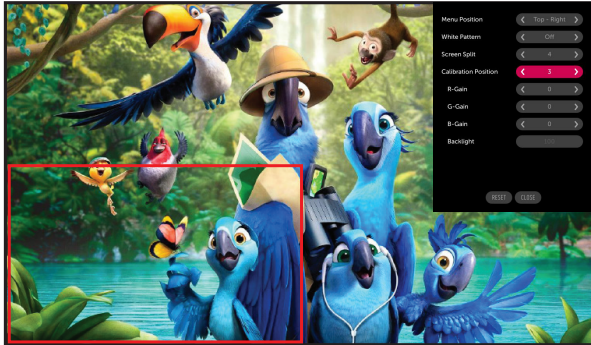 Menu Position ❮ Top - Right ❯
White Pattern ❮ Off ❯
Screen Split ❮ 4 ❯
Calibration Position ❮ 3 ❯
R-Gain ❮ 0 ❯
G-Gain ❮ 0 ❯
B-Gain ❮ 0 ❯
Backlight
RESET CLOSE